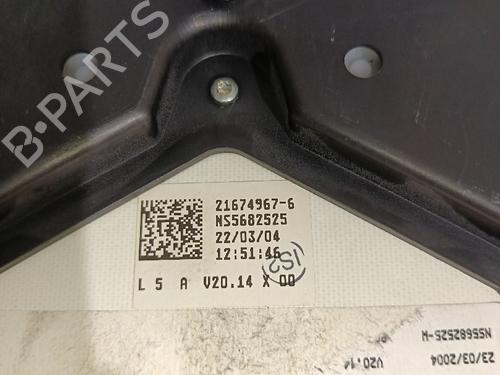 B-PARTS
21674967-6
NS5682525
22/03/04
12:51:46
IS2
L 5 A V20.14 X 00
NS5682525-M
V20.14
23/03/2004